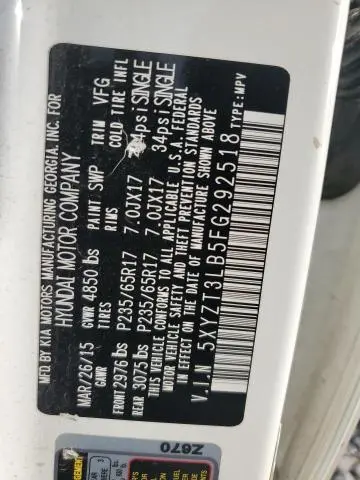 MFD. BY KIA MOTORS MANUFACTURING GEORGIA, INC. FOR
HYUNDAI MOTOR COMPANY
MAR/26/15 PAINT: SWP TRIM VFG
GVWR 4850 lbs
GAWR TIRES RIMS COLD TIRE INFL
FRONT 2976 lbs P235/65R17 7.0JX17 34psi SINGLE
REAR 3075 lbs P235/65R17 7.0JX17 34psi SINGLE
THIS VEHICLE CONFORMS TO ALL APPLICABLE U.S.A. FEDERAL
MOTOR VEHICLE SAFETY AND THEFT PREVENTION STANDARDS
IN EFFECT ON THE DATE OF MANUFACTURE SHOWN ABOVE
V.I.N: 5XYZT3LB5FG292518 TYPE:MPV
Z670